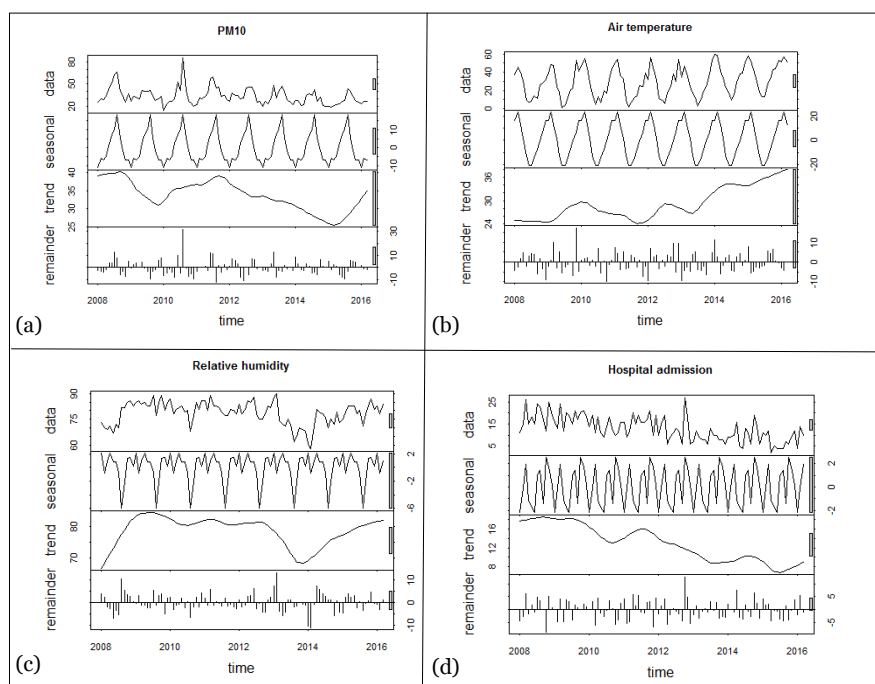 PM10
data
20 40 60 80
seasonal
-10 0 10
trend
25 30 35 40
remainder
-10 10 30
2008 2010 2012 2014 2016
time
(a)
Air temperature
data
0 20 40 60
seasonal
-20 0 20
trend
24 30 36
remainder
-10 0 10
2008 2010 2012 2014 2016
time
(b)
Relative humidity
data
60 75 90
seasonal
-6 2
trend
70 80
remainder
-10 0 10
2008 2010 2012 2014 2016
time
(c)
Hospital admission
data
5 15 25
seasonal
-2 0 2
trend
8 12 16
remainder
-5 5
2008 2010 2012 2014 2016
time
(d)